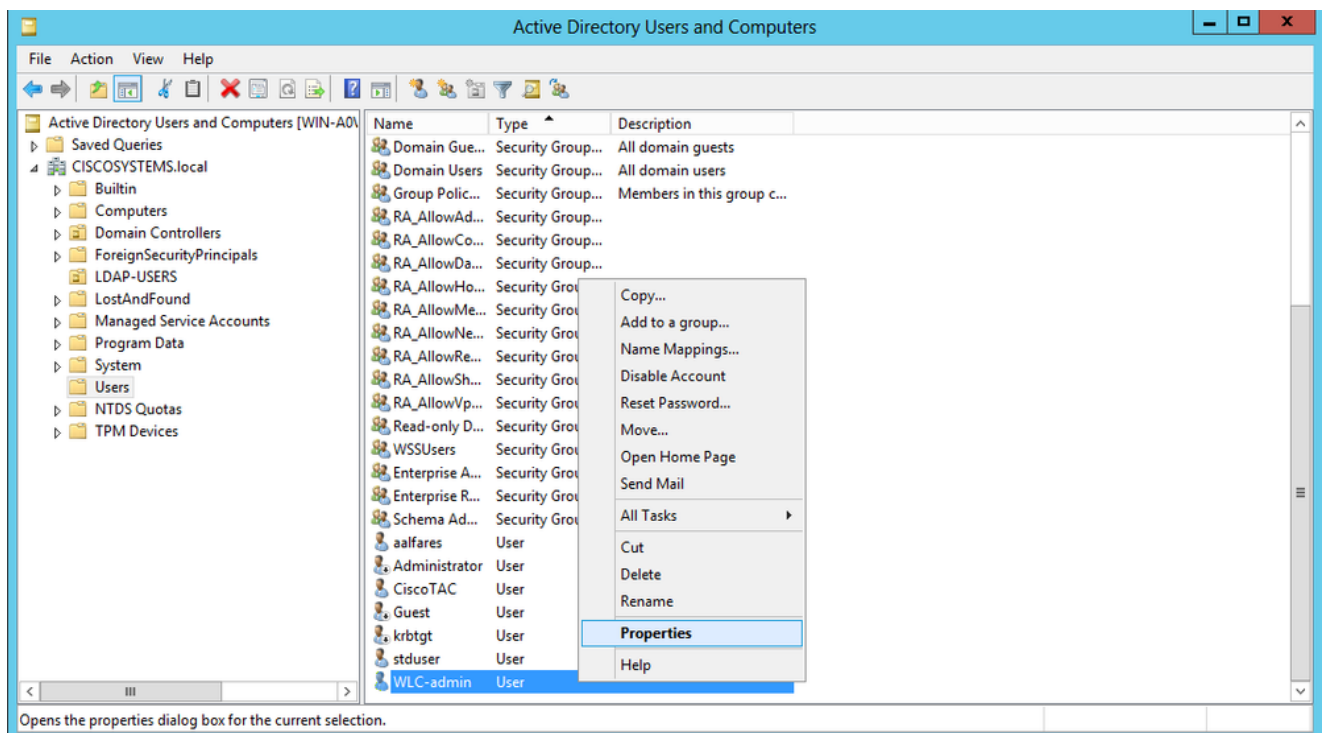 Active Directory Users and Computers
File Action View Help
Active Directory Users and Computers [WIN-A0\
Saved Queries
CISCOSYSTEMS.local
Builtin
Computers
Domain Controllers
ForeignSecurityPrincipals
LDAP-USERS
LostAndFound
Managed Service Accounts
Program Data
System
Users
NTDS Quotas
TPM Devices
Name Type Description
Domain Gue... Security Group... All domain guests
Domain Users Security Group... All domain users
Group Polic... Security Group... Members in this group c...
RA_AllowAd... Security Group...
RA_AllowCo... Security Group...
RA_AllowDa... Security Group...
RA_AllowHo... Security Grou
RA_AllowMe... Security Grou
RA_AllowNe... Security Grou
RA_AllowRe... Security Grou
RA_AllowSh... Security Grou
RA_AllowVp... Security Grou
Read-only D... Security Grou
WSSUsers Security Grou
Enterprise A... Security Grou
Enterprise R... Security Grou
Schema Ad... Security Grou
aalfares User
Administrator User
CiscoTAC User
Guest User
krbtgt User
stduser User
WLC-admin User
Copy...
Add to a group...
Name Mappings...
Disable Account
Reset Password...
Move...
Open Home Page
Send Mail
All Tasks
Cut
Delete
Rename
Properties
Help
Opens the properties dialog box for the current selection.